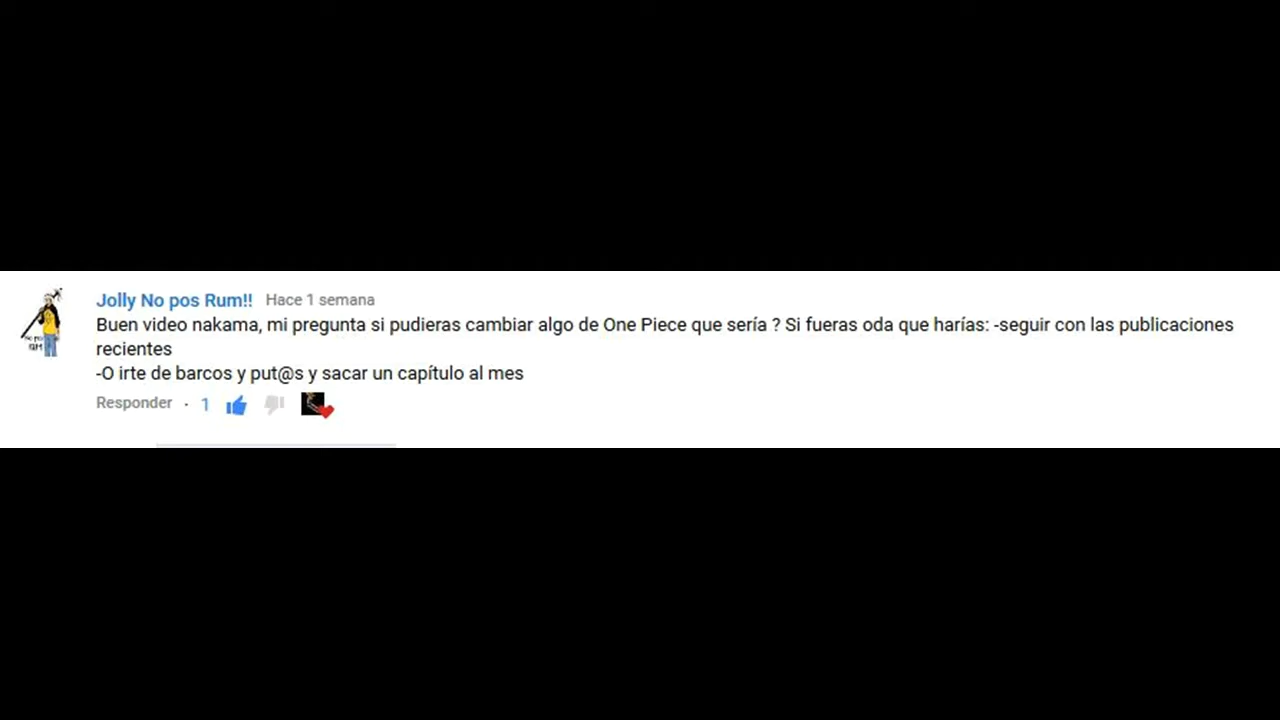 Jolly No pos Rum!! Hace 1 semana
Buen video nakama, mi pregunta si pudieras cambiar algo de One Piece que sería ? Si fueras oda que harías: -seguir con las publicaciones
recientes
-O irte de barcos y put@s y sacar un capítulo al mes
Responder · 1